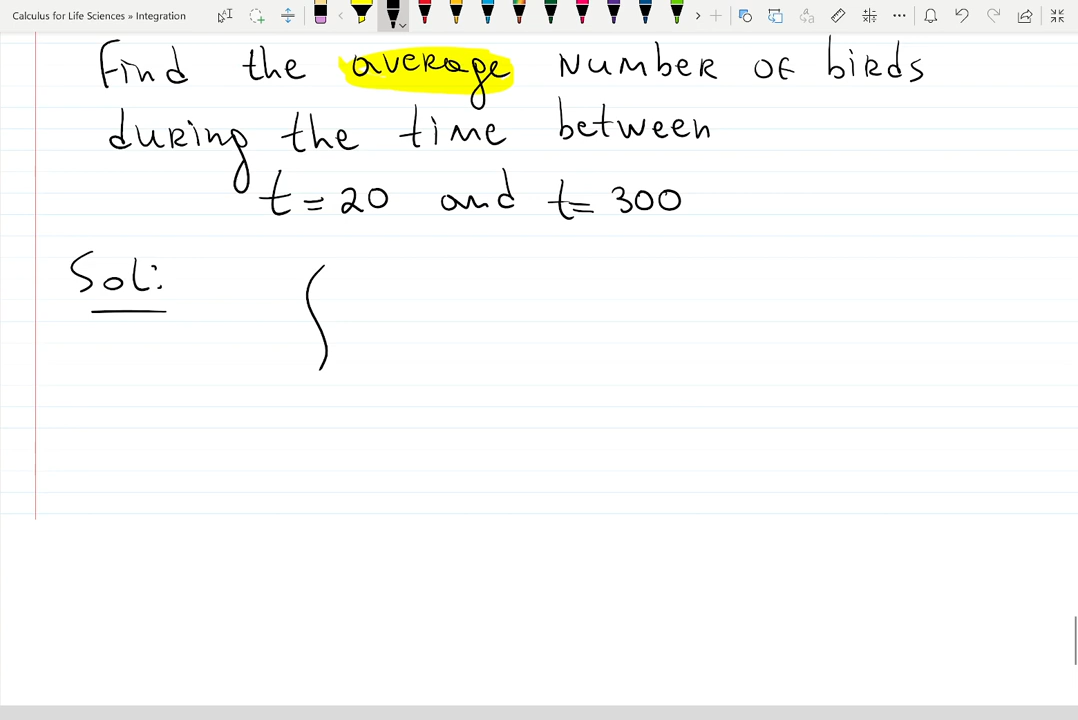 Calculus for Life Sciences » Integration
Find the average number of birds
during the time between
t = 20 and t = 300
Sol:
∫